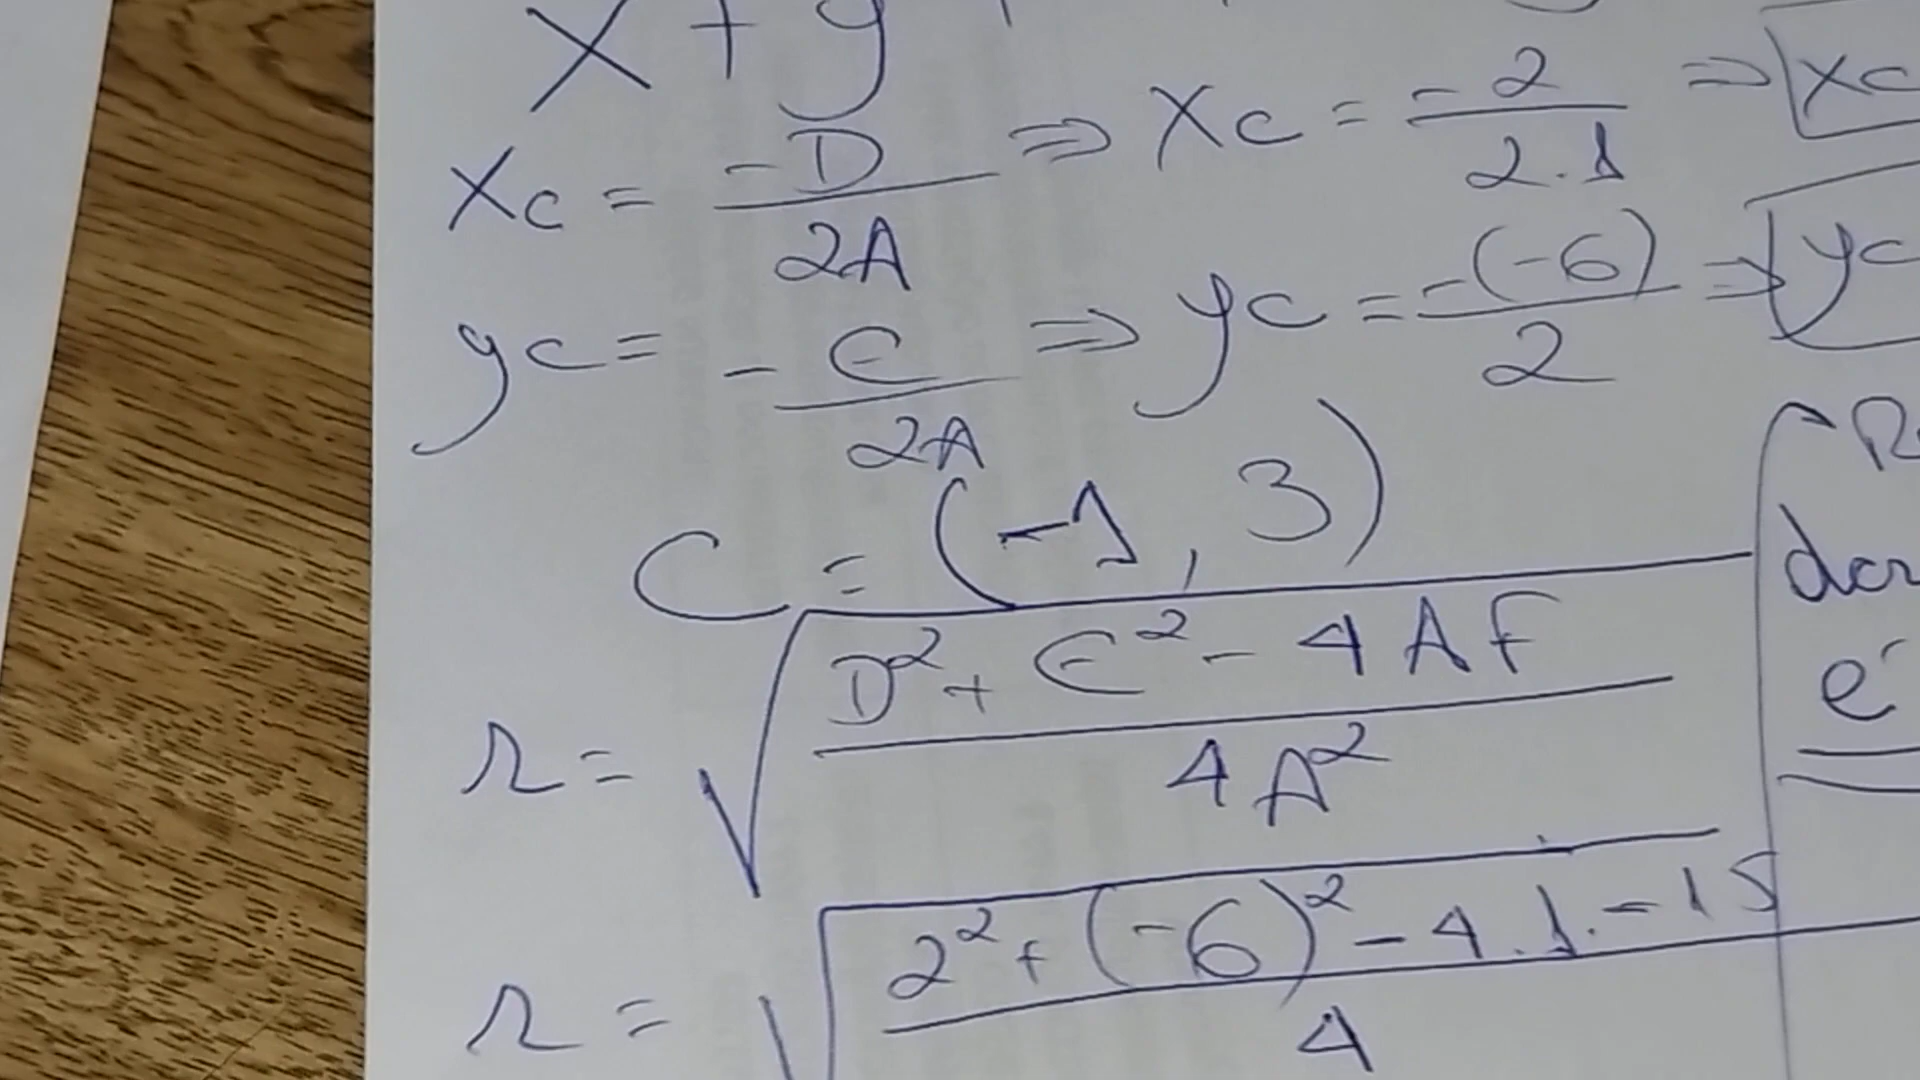 x + y
xc = -D/2A ⇒ xc = -2/2.1 ⇒ xc
yc = -E/2A ⇒ yc = -(-6)/2 ⇒ yc
C = (-1, 3)
r = √((D² + E² - 4AF)/4A²)
é
r = √((2² + (-6)² - 4.1.-15)/4)